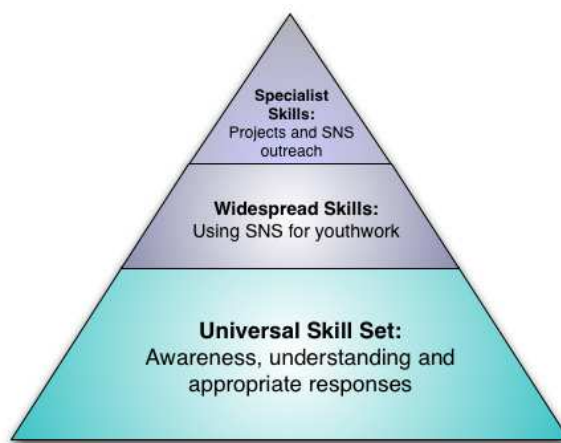 Specialist
Skills:
Projects and SNS
outreach
Widespread Skills:
Using SNS for youthwork
Universal Skill Set:
Awareness, understanding and
appropriate responses